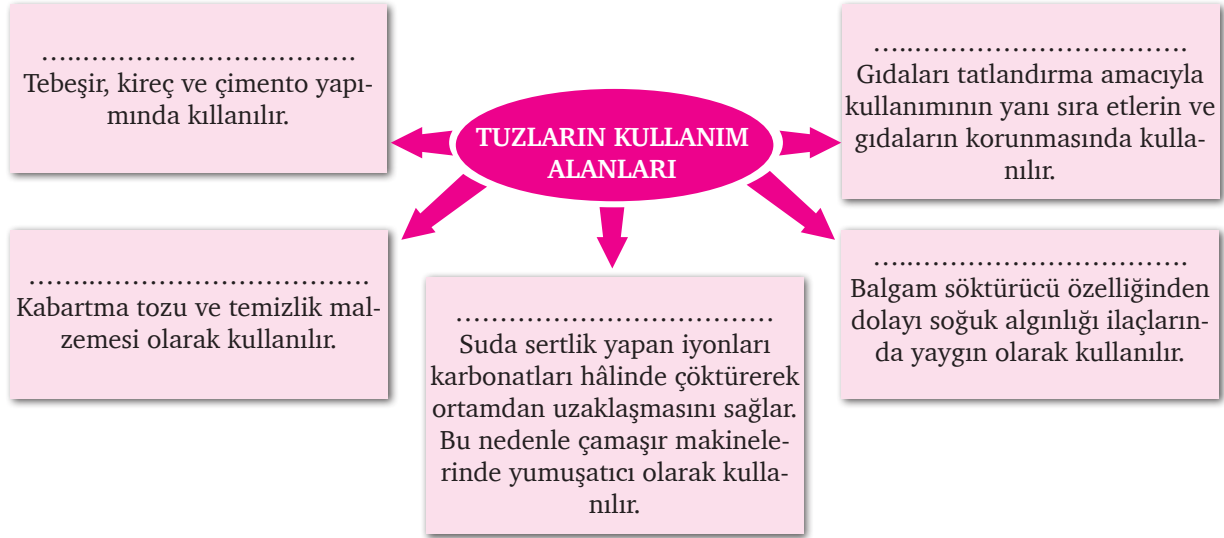 …..…………………………….
Tebeşir, kireç ve çimento yapı-
mında kıllanılır.
TUZLARIN KULLANIM
ALANLARI
…..…………………………….
Gıdaları tatlandırma amacıyla
kullanımının yanı sıra etlerin ve
gıdaların korunmasında kulla-
nılır.
……..…………………………….
Kabartma tozu ve temizlik mal-
zemesi olarak kullanılır.
………………………………
Suda sertlik yapan iyonları
karbonatları hâlinde çöktürerek
ortamdan uzaklaşmasını sağlar.
Bu nedenle çamaşır makinele-
rinde yumuşatıcı olarak kulla-
nılır.
…..…………………………….
Balgam söktürücü özelliğinden
dolayı soğuk algınlığı ilaçların-
da yaygın olarak kullanılır.